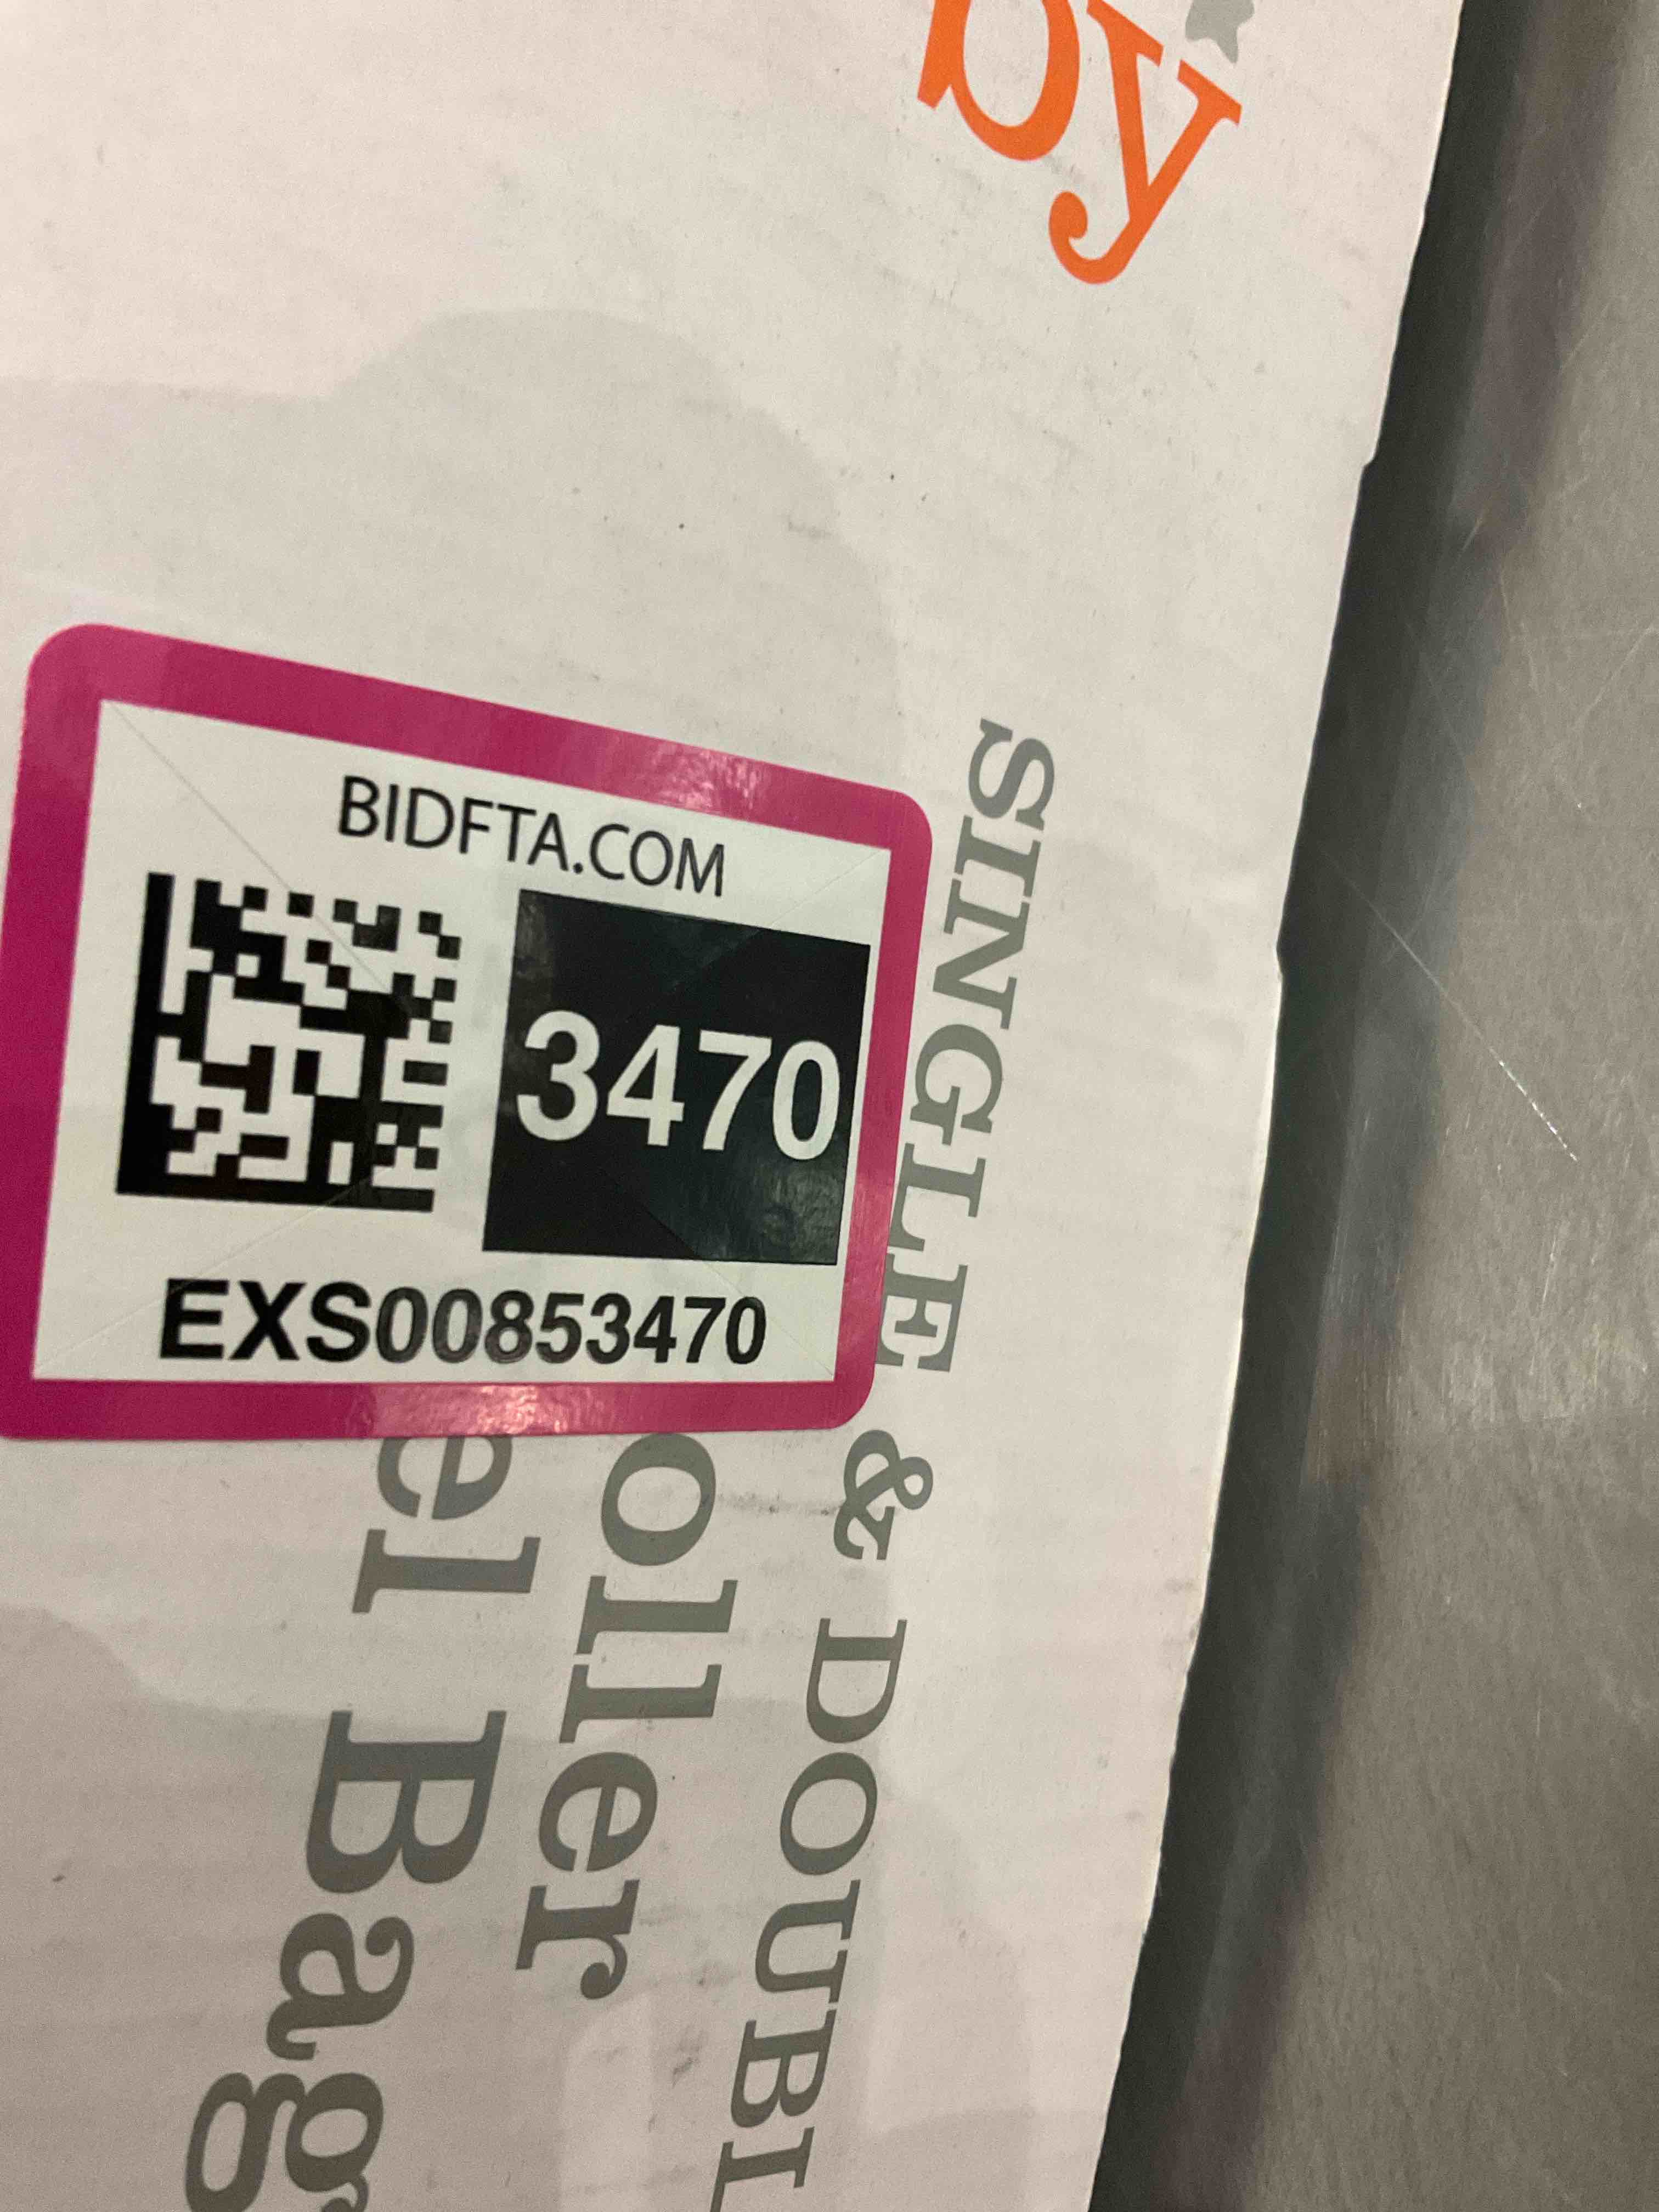 by
BIDFTA.COM
3470
EXS00853470
SINGLE & DOUBL
oller
el Bag